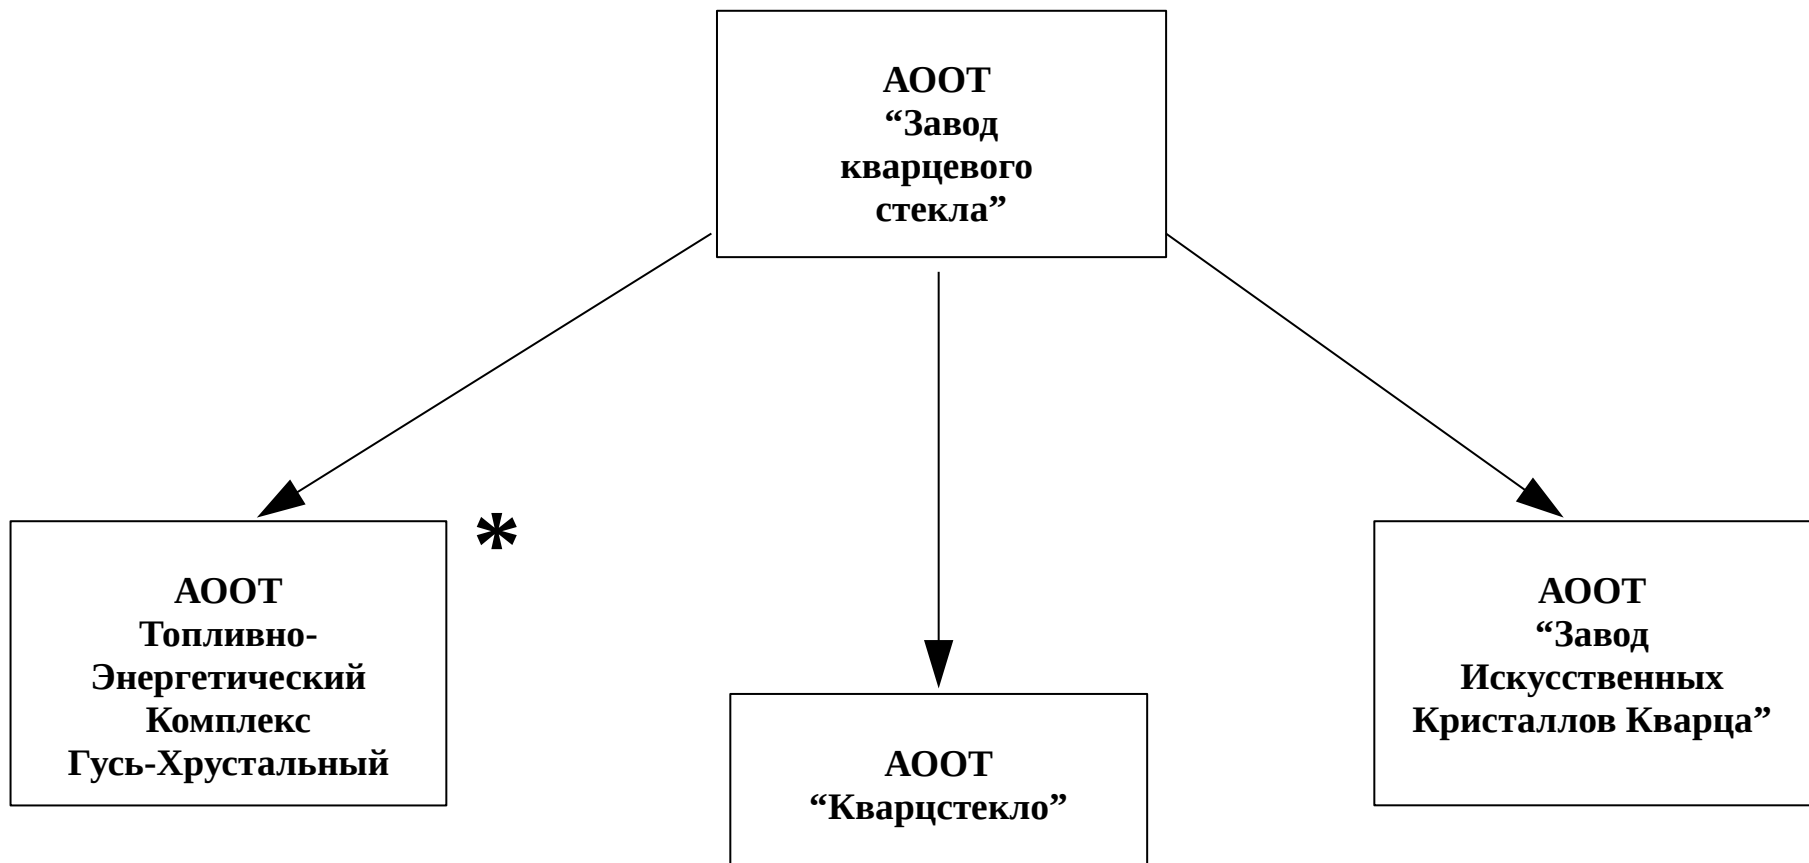 АООТ
“Завод
кварцевого
стекла”
*
АООТ
Топливно-
Энергетический
Комплекс
Гусь-Хрустальный
АООТ
“Кварцстекло”
АООТ
“Завод
Искусственных
Кристаллов Кварца”